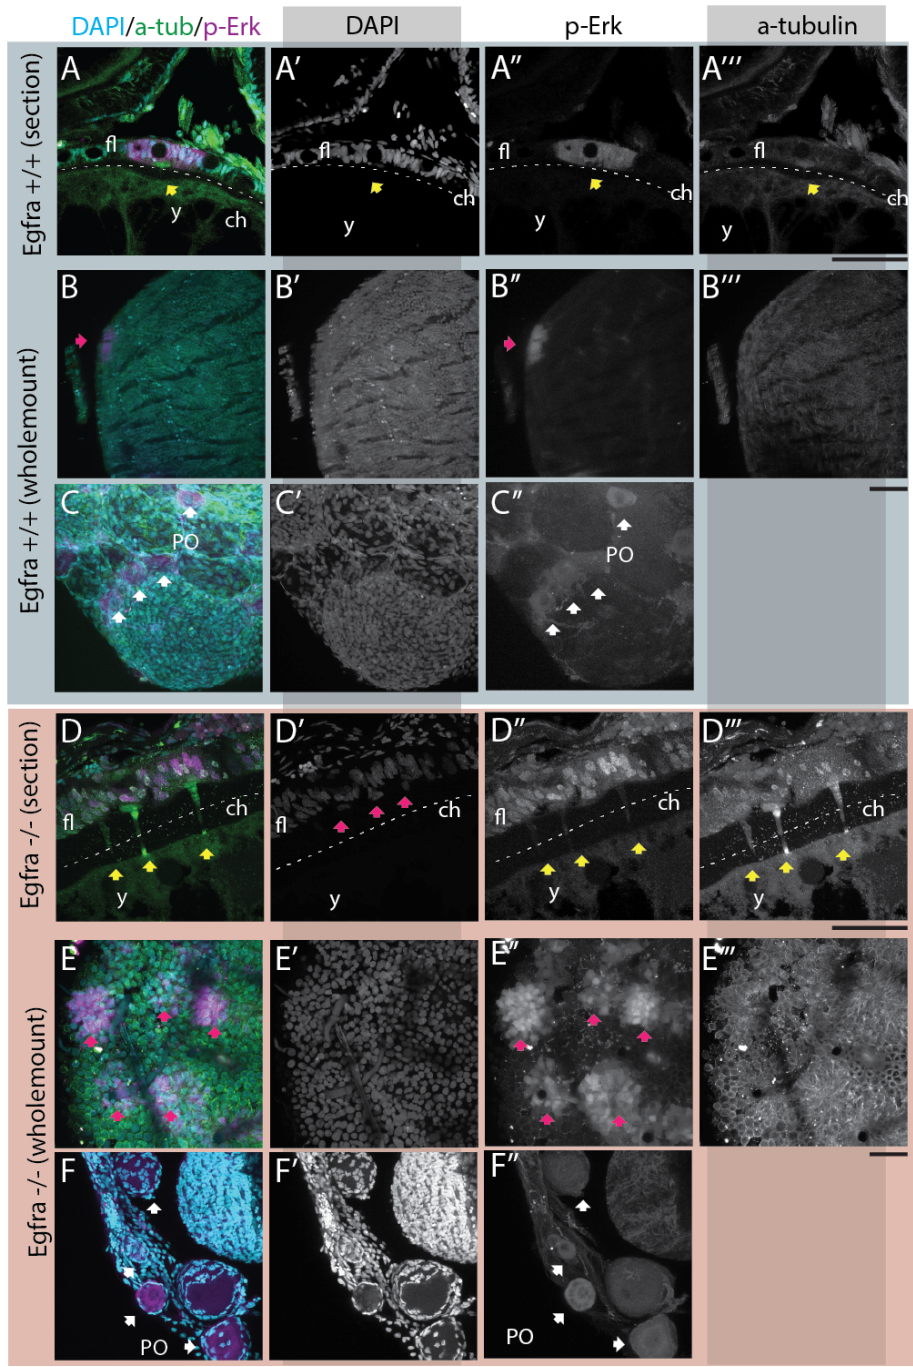 DAPI/a-tub/p-Erk DAPI p-Erk a-tubulin
Egfra +/+ (section)
A A′ A″ A‴
fl fl fl fl
y ch y ch y ch y ch
Egfra +/+ (wholemount)
B B′ B″ B‴
C C′ C″
PO PO
Egfra -/- (section)
D D′ D″ D‴
fl ch fl ch fl ch fl ch
y y y y
Egfra -/- (wholemount)
E E′ E″ E‴
F F′ F″
PO PO